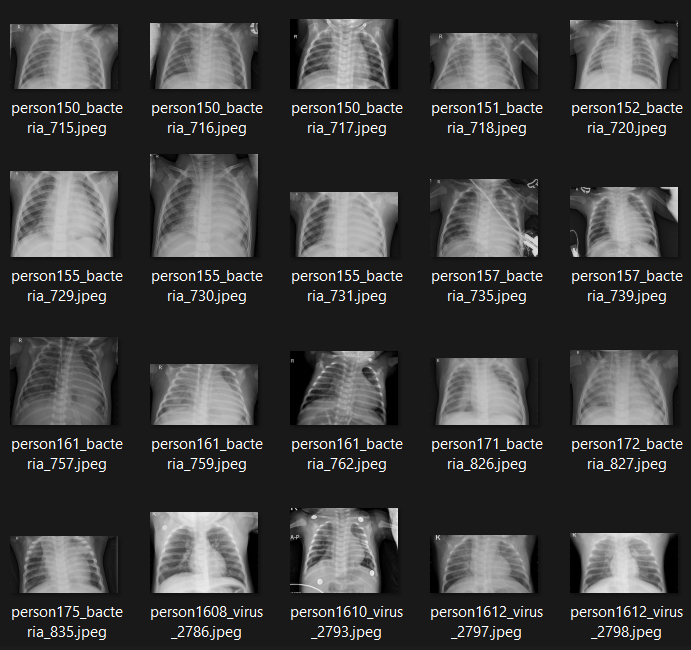 person150_bacte
ria_715.jpeg
person150_bacte
ria_716.jpeg
person150_bacte
ria_717.jpeg
person151_bacte
ria_718.jpeg
person152_bacte
ria_720.jpeg
person155_bacte
ria_729.jpeg
person155_bacte
ria_730.jpeg
person155_bacte
ria_731.jpeg
person157_bacte
ria_735.jpeg
person157_bacte
ria_739.jpeg
R
R
person161_bacte
ria_757.jpeg
person161_bacte
ria_759.jpeg
person161_bacte
ria_762.jpeg
person171_bacte
ria_826.jpeg
person172_bacte
ria_827.jpeg
A-P
K
person175_bacte
ria_835.jpeg
person1608_virus
_2786.jpeg
person1610_virus
_2793.jpeg
person1612_virus
_2797.jpeg
person1612_virus
_2798.jpeg